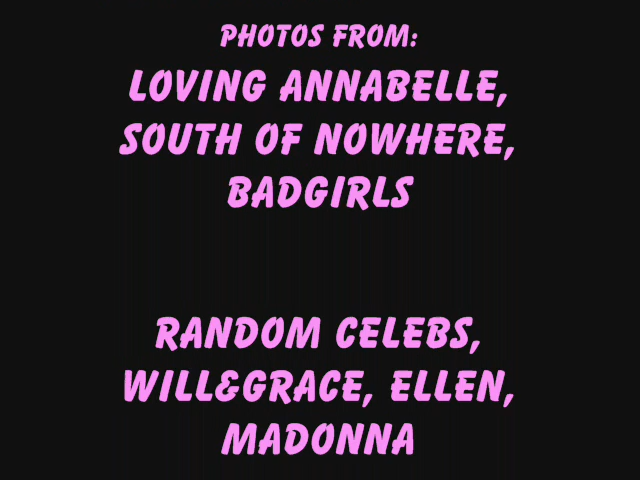 PHOTOS FROM:
LOVING ANNABELLE,
SOUTH OF NOWHERE,
BADGIRLS
RANDOM CELEBS,
WILL&GRACE, ELLEN,
MADONNA